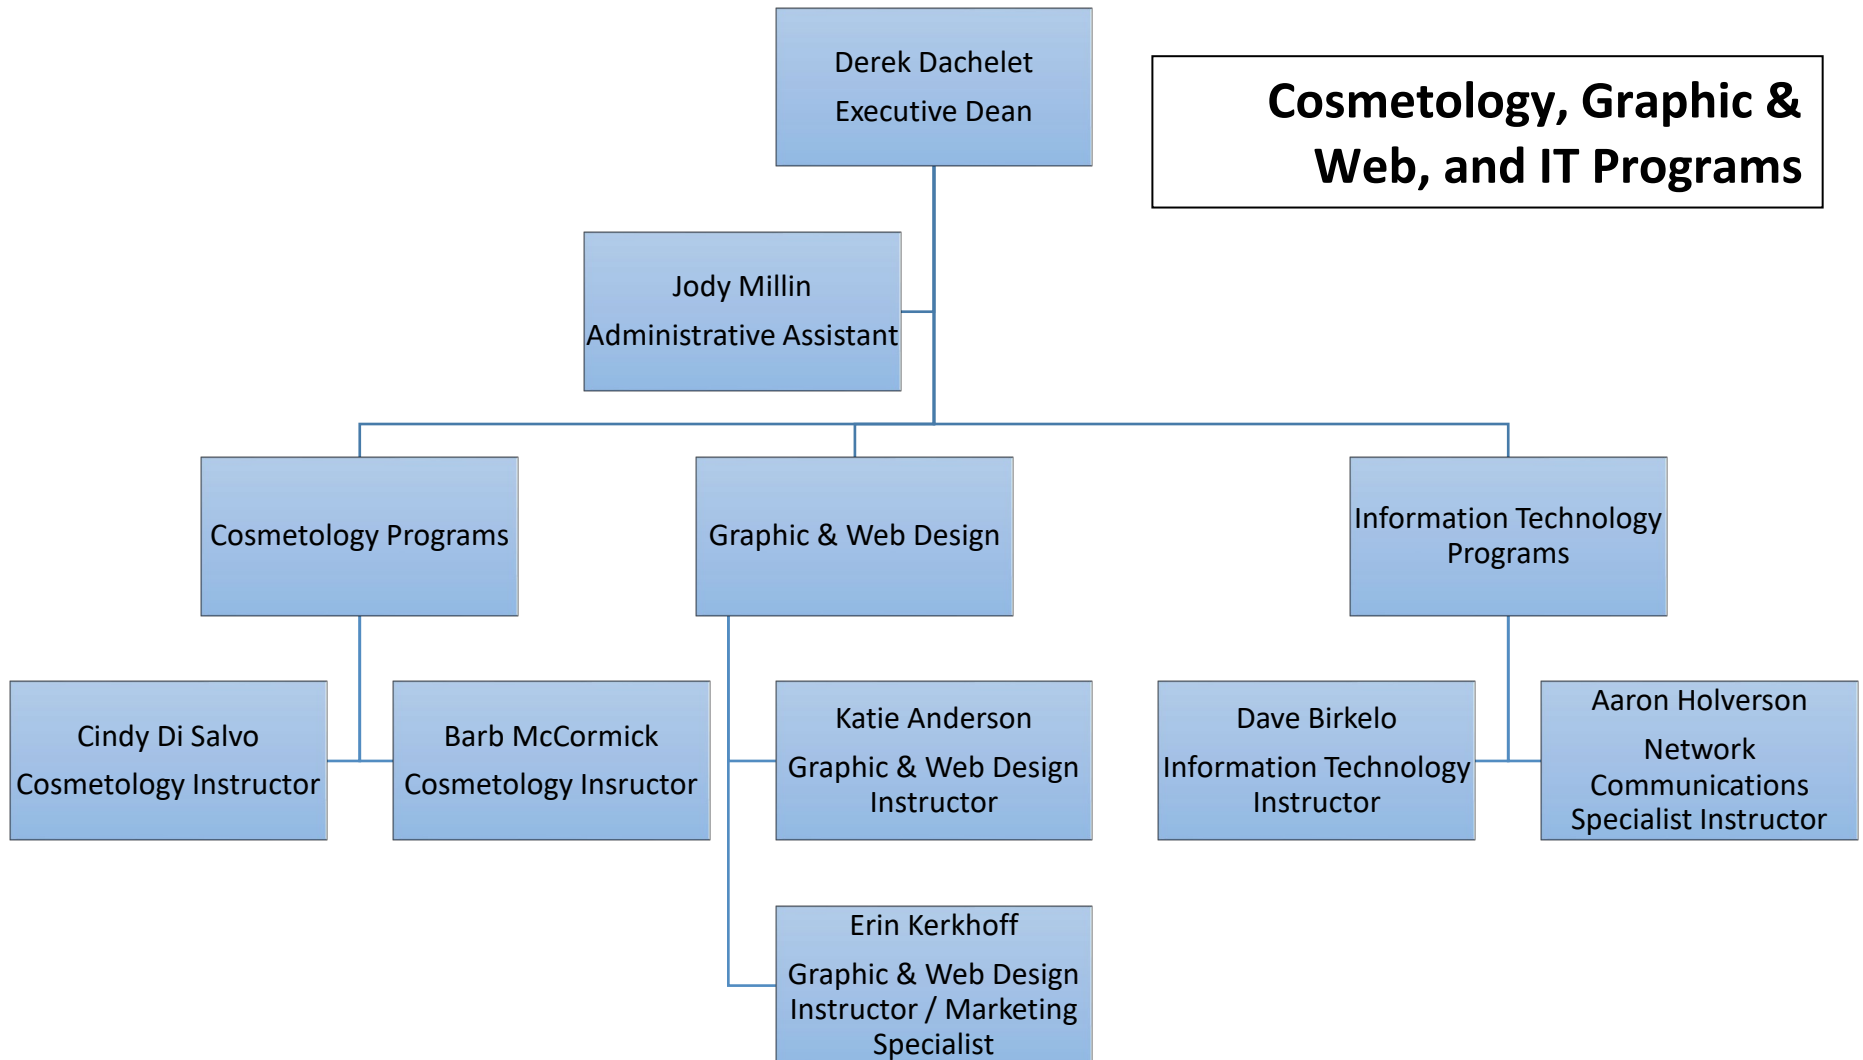 Derek Dachelet
Executive Dean
Cosmetology, Graphic &
Web, and IT Programs
Jody Millin
Administrative Assistant
Cosmetology Programs
Graphic & Web Design
Information Technology
Programs
Cindy Di Salvo
Cosmetology Instructor
Barb McCormick
Cosmetology Insructor
Katie Anderson
Graphic & Web Design
Instructor
Dave Birkelo
Information Technology
Instructor
Aaron Holverson
Network
Communications
Specialist Instructor
Erin Kerkhoff
Graphic & Web Design
Instructor / Marketing
Specialist